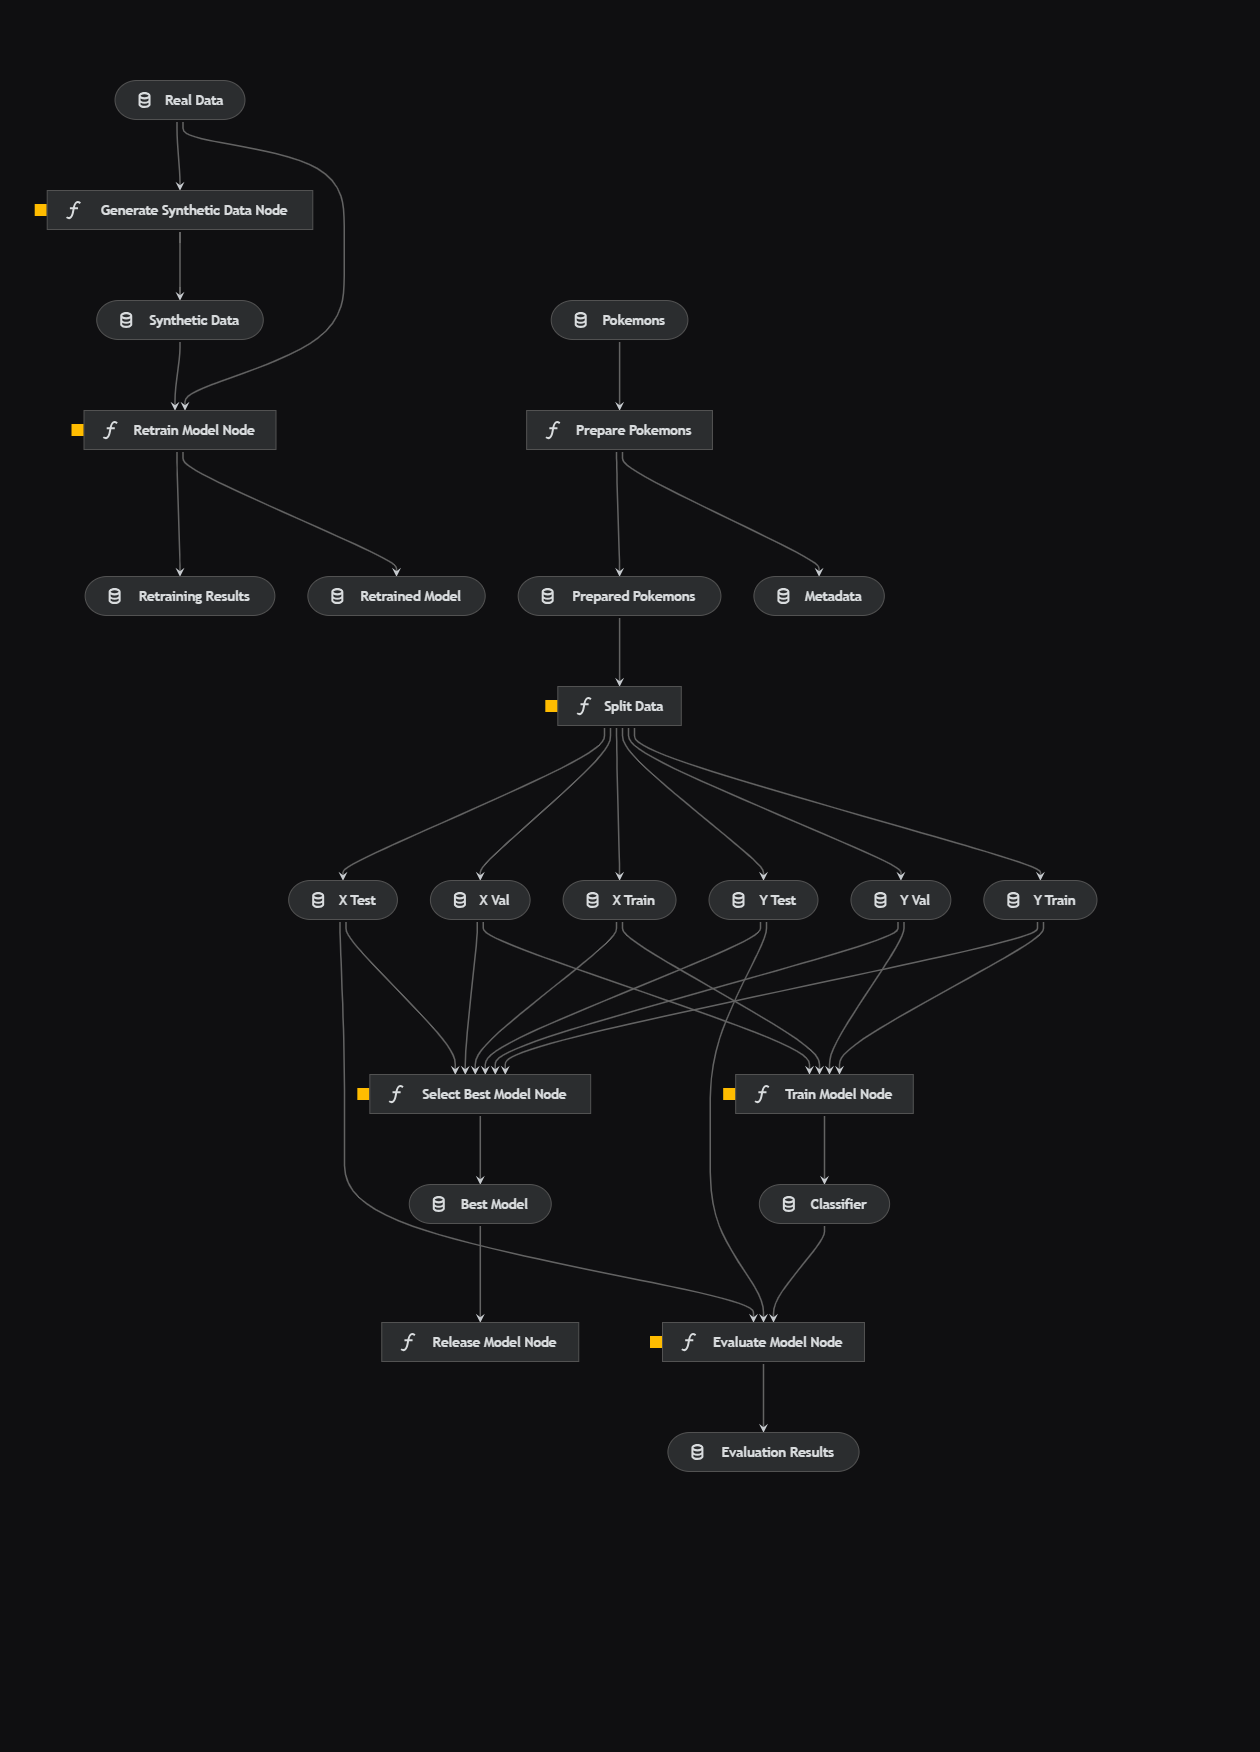 Real Data
Generate Synthetic Data Node
Synthetic Data
Pokemons
Retrain Model Node
Prepare Pokemons
Retraining Results
Retrained Model
Prepared Pokemons
Metadata
Split Data
X Test
X Val
X Train
Y Test
Y Val
Y Train
Select Best Model Node
Train Model Node
Best Model
Classifier
Release Model Node
Evaluate Model Node
Evaluation Results